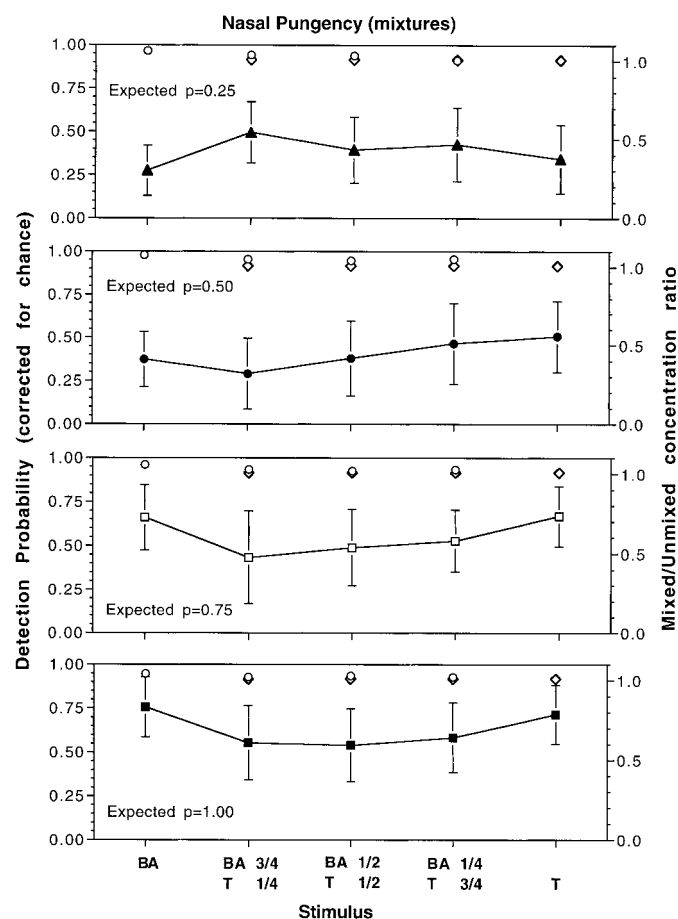 Nasal Pungency (mixtures)
Detection Probability (corrected for chance)
Mixed/Unmixed concentration ratio
1.00
0.75
0.50
0.25
0.00
Expected p=0.25
1.0
0.5
0.0
1.00
0.75
0.50
0.25
0.00
Expected p=0.50
1.0
0.5
0.0
1.00
0.75
0.50
0.25
0.00
Expected p=0.75
1.0
0.5
0.0
1.00
0.75
0.50
0.25
0.00
Expected p=1.00
1.0
0.5
0.0
BA
BA 3/4
T 1/4
BA 1/2
T 1/2
BA 1/4
T 3/4
T
Stimulus